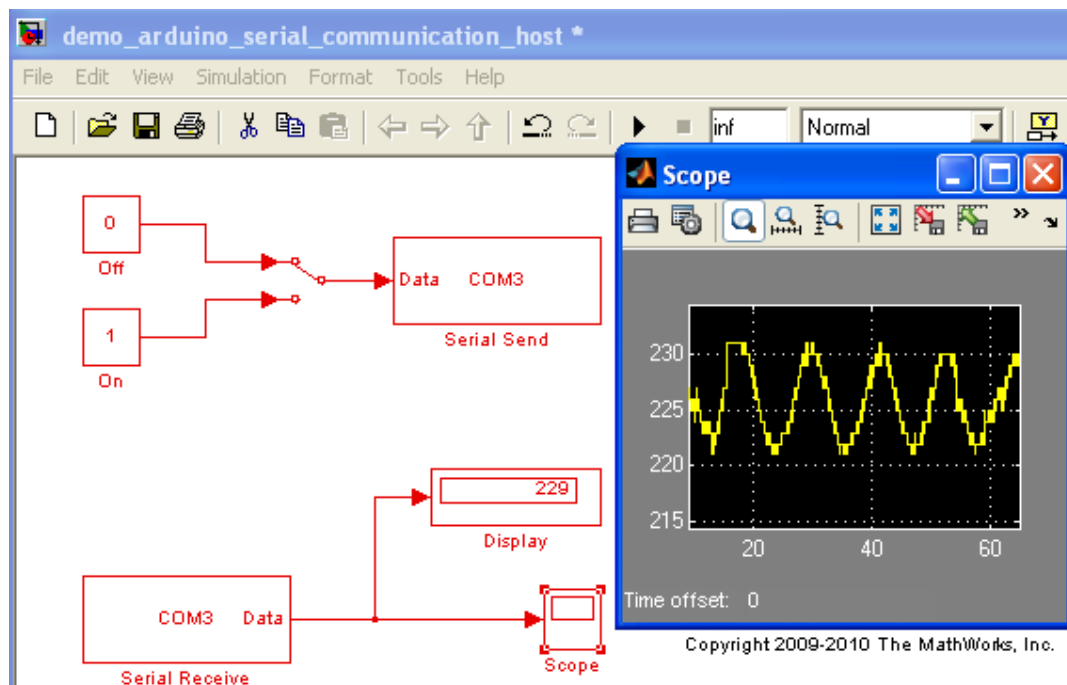 demo_arduino_serial_communication_host *
File Edit View Simulation Format Tools Help
inf Normal
Scope
0
Off
1
On
Data COM3
Serial Send
229
Display
COM3 Data
Serial Receive
Scope
230
225
220
215
20 40 60
Time offset: 0
Copyright 2009-2010 The MathWorks, Inc.